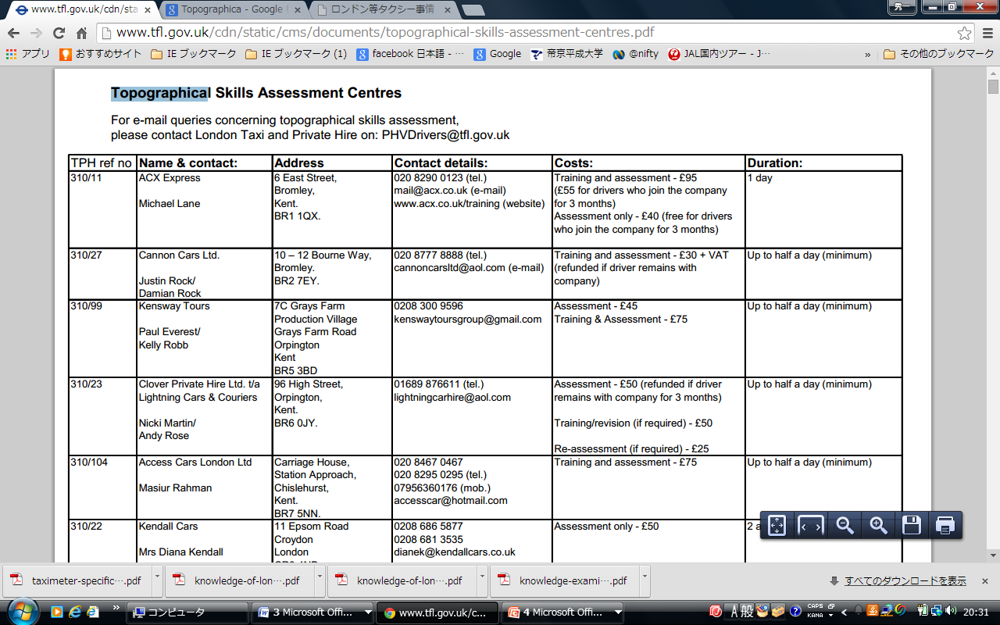 www.tfl.gov.uk/cdn/sta
Topographica - Google
ロンドン等タクシー事情
www.tfl.gov.uk/cdn/static/cms/documents/topographical-skills-assessment-centres.pdf
アプリ おすすめサイト IE ブックマーク IE ブックマーク (1) facebook 日本語 - … Google 帝京平成大学 @nifty JAL国内ツアー - J… » その他のブックマーク
Topographical Skills Assessment Centres
For e-mail queries concerning topographical skills assessment,
please contact London Taxi and Private Hire on: PHVDrivers@tfl.gov.uk
TPH ref no Name & contact: Address Contact details: Costs: Duration:
310/11 ACX Express 6 East Street, 020 8290 0123 (tel.) Training and assessment - £95 1 day
Bromley, mail@acx.co.uk (e-mail) (£55 for drivers who join the company
Michael Lane Kent. www.acx.co.uk/training (website) for 3 months)
BR1 1QX. Assessment only - £40 (free for drivers
who join the company for 3 months)
310/27 Cannon Cars Ltd. 10 – 12 Bourne Way, 020 8777 8888 (tel.) Training and assessment - £30 + VAT Up to half a day (minimum)
Bromley. cannoncarsltd@aol.com (e-mail) (refunded if driver remains with
Justin Rock/ BR2 7EY. company)
Damian Rock
310/99 Kensway Tours 7C Grays Farm 0208 300 9596 Assessment - £45 Up to half a day (minimum)
Production Village kenswaytoursgroup@gmail.com Training & Assessment - £75
Paul Everest/ Grays Farm Road
Kelly Robb Orpington
Kent
BR5 3BD
310/23 Clover Private Hire Ltd. t/a 96 High Street, 01689 876611 (tel.) Assessment - £50 (refunded if driver Up to half a day (minimum)
Lightning Cars & Couriers Orpington, lightningcarhire@aol.com remains with company for 3 months)
Kent.
Nicki Martin/ BR6 0JY. Training/revision (if required) - £50
Andy Rose
Re-assessment (if required) - £25
310/104 Access Cars London Ltd Carriage House, 020 8467 0467 Training and assessment - £75 Up to half a day (minimum)
Station Approach, 020 8295 0295 (tel.)
Masiur Rahman Chislehurst, 07956360176 (mob.)
Kent. accesscar@hotmail.com
BR7 5NN.
310/22 Kendall Cars 11 Epsom Road 0208 686 5877 Assessment only - £50 2
Croydon 0208 681 3535
Mrs Diana Kendall London dianek@kendallcars.co.uk
taximeter-specific-…pdf knowledge-of-lon….pdf knowledge-of-lon….pdf knowledge-exami….pdf すべてのダウンロードを表示
» コンピュータ 3 Microsoft Offi... www.tfl.gov.uk/c... 4 Microsoft Offi... A 般 CAPS KANA 20:31